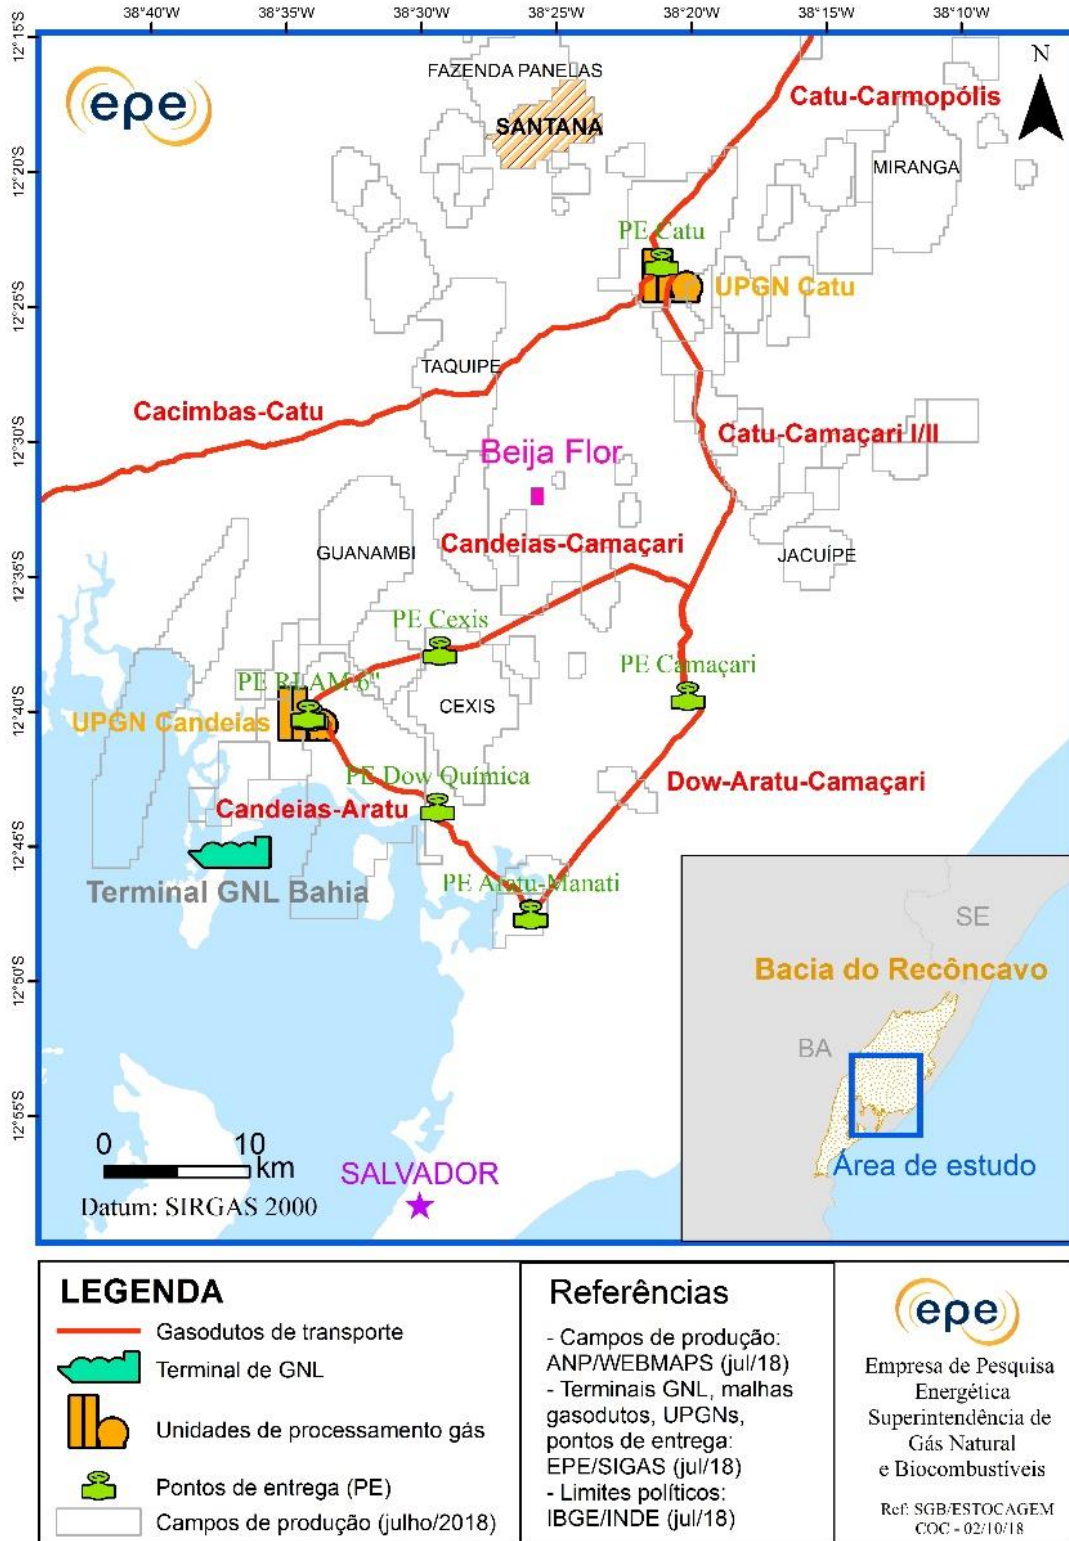 38°40'W
38°35'W
38°30'W
38°25'W
38°20'W
38°15'W
38°10'W
12°15'S
12°20'S
12°25'S
12°30'S
12°35'S
12°40'S
12°45'S
12°50'S
12°55'S
epe
FAZENDA PANELAS
SANTANA
Catu-Carmopólis
N
MIRANGA
PE Catu
UPGN Catu
TAQUIPE
Cacimbas-Catu
Catu-Camaçari I/II
Beija Flor
GUANAMBI
Candeias-Camaçari
JACUÍPE
PE Cexis
PE Camaçari
PE RLAM 6"
CEXIS
UPGN Candeias
PE Dow Química
Candeias-Aratu
Dow-Aratu-Camaçari
Terminal GNL Bahia
PE Aratu-Manati
SE
Bacia do Recôncavo
BA
Área de estudo
0 10
km
Datum: SIRGAS 2000
SALVADOR
LEGENDA
Gasodutos de transporte
Terminal de GNL
Unidades de processamento gás
Pontos de entrega (PE)
Campos de produção (julho/2018)
Referências
- Campos de produção:
ANP/WEBMAPS (jul/18)
- Terminais GNL, malhas
gasodutos, UPGNs,
pontos de entrega:
EPE/SIGAS (jul/18)
- Limites políticos:
IBGE/INDE (jul/18)
epe
Empresa de Pesquisa
Energética
Superintendência de
Gás Natural
e Biocombustíveis
Ref: SGB/ESTOCAGEM
COC - 02/10/18